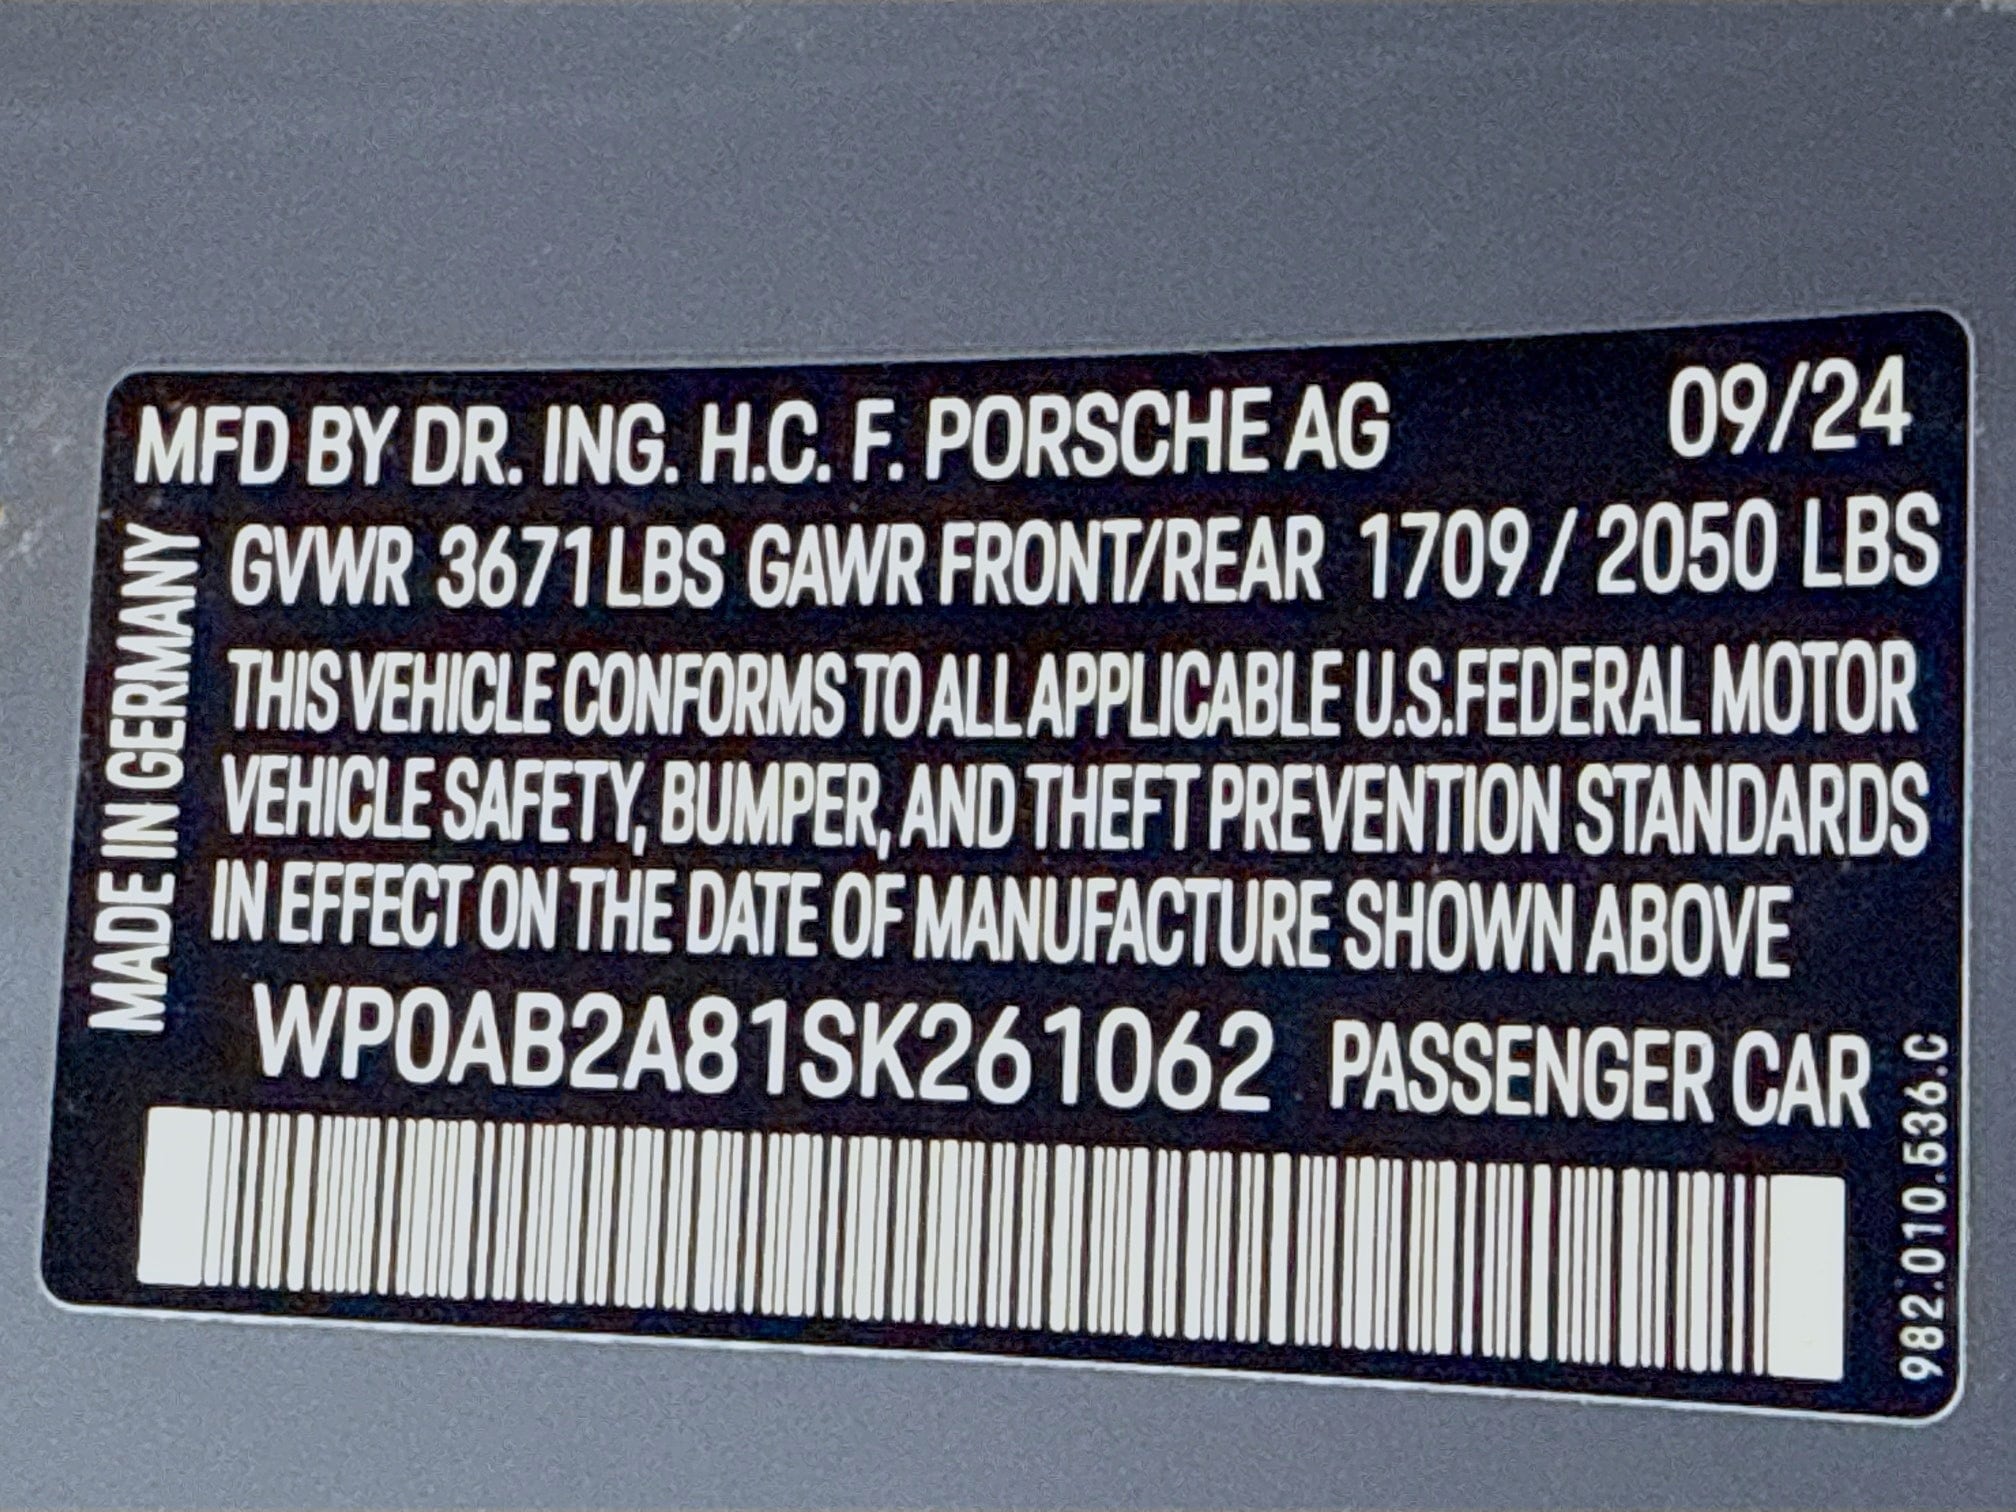 MFD BY DR. ING. H.C. F. PORSCHE AG 09/24
MADE IN GERMANY
GVWR 3671 LBS GAWR FRONT/REAR 1709 / 2050 LBS
THIS VEHICLE CONFORMS TO ALL APPLICABLE U.S.FEDERAL MOTOR
VEHICLE SAFETY, BUMPER, AND THEFT PREVENTION STANDARDS
IN EFFECT ON THE DATE OF MANUFACTURE SHOWN ABOVE
WP0AB2A81SK261062 PASSENGER CAR
982.010.536.C